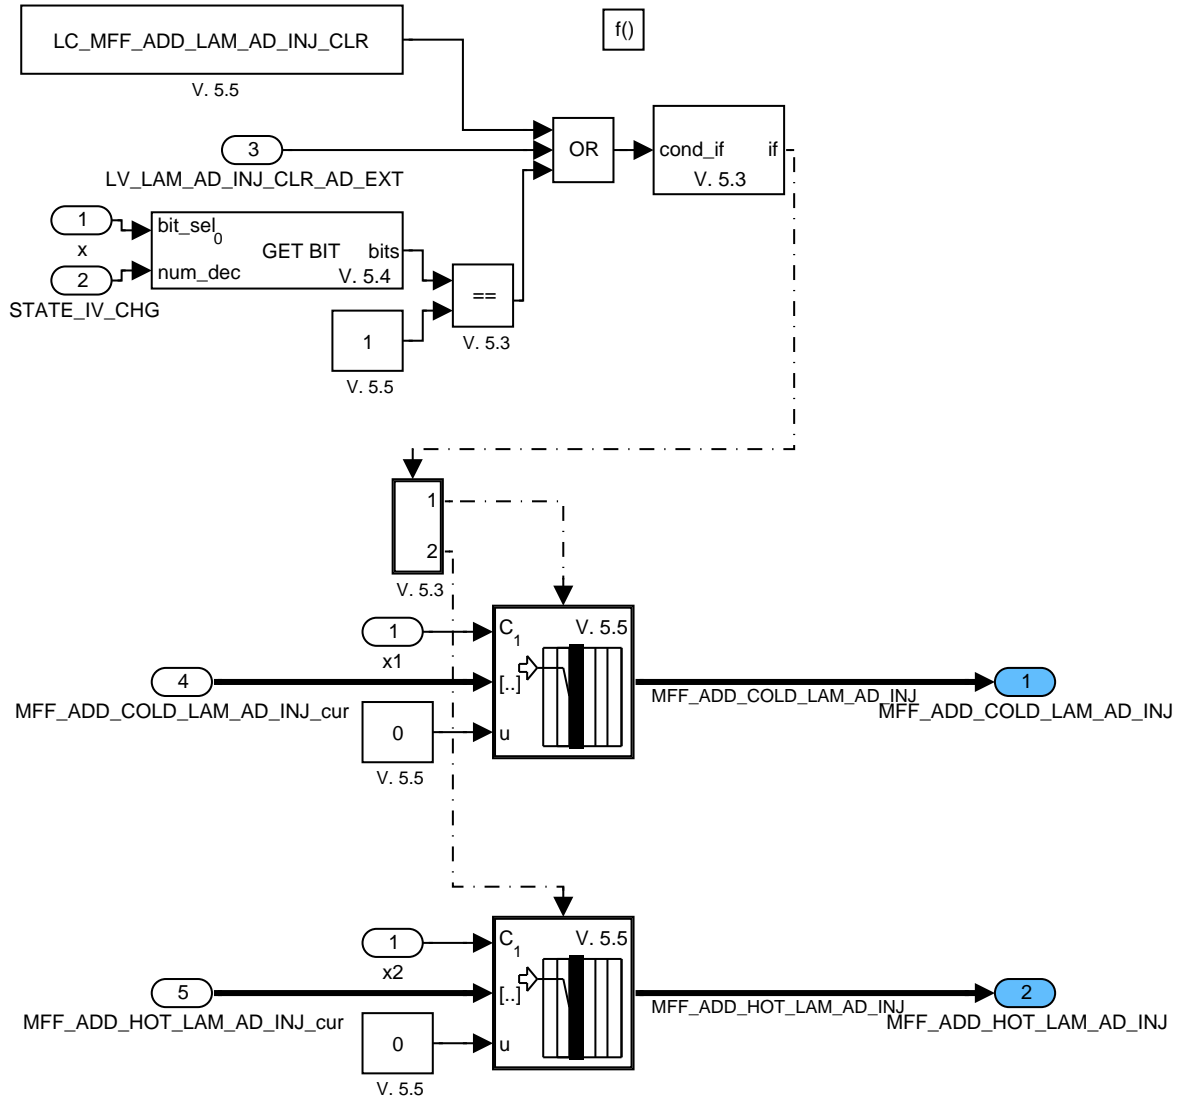 LC_MFF_ADD_LAM_AD_INJ_CLR
V. 5.5
f()
3
LV_LAM_AD_INJ_CLR_AD_EXT
OR
cond_if if
V. 5.3
1
x
2
STATE_IV_CHG
bit_sel
0
GET BIT bits
num_dec
V. 5.4
==
V. 5.3
1
V. 5.5
1
2
V. 5.3
1
x1
4
MFF_ADD_COLD_LAM_AD_INJ_cur
0
V. 5.5
C1
V. 5.5
[..]
u
MFF_ADD_COLD_LAM_AD_INJ
1
MFF_ADD_COLD_LAM_AD_INJ
1
x2
5
MFF_ADD_HOT_LAM_AD_INJ_cur
0
V. 5.5
C1
V. 5.5
[..]
u
MFF_ADD_HOT_LAM_AD_INJ
2
MFF_ADD_HOT_LAM_AD_INJ